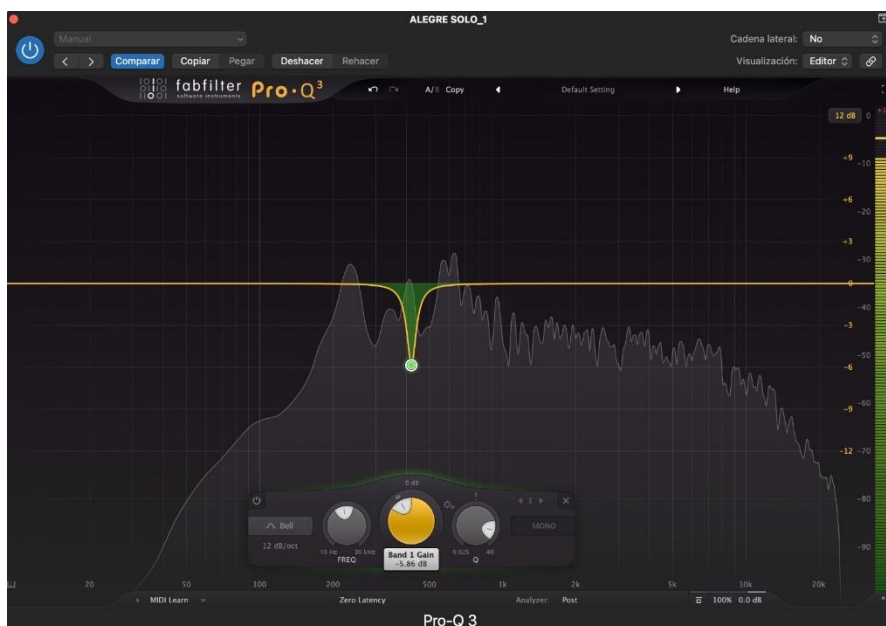 ALEGRE SOLO_1
Manual
Cadena lateral: No
Comparar Copiar Pegar Deshacer Rehacer
Visualización: Editor
fabfilter
software instruments
Pro·Q3
A/B Copy
Default Setting
Help
12 dB 0
+9 -10
+6 -20
+3 -30
0 -40
-3
-6 -50
-9 -60
-12 -70
-80
-90
0 dB
Bell
12 dB/oct
10 Hz 30 kHz
FREQ
Band 1 Gain
-5.86 dB
0.025 40
Q
1
MONO
20 50 100 200 500 1k 2k 5k 10k 20k
MIDI Learn
Zero Latency
Analyzer: Post
100% 0.0 dB
Pro-Q 3